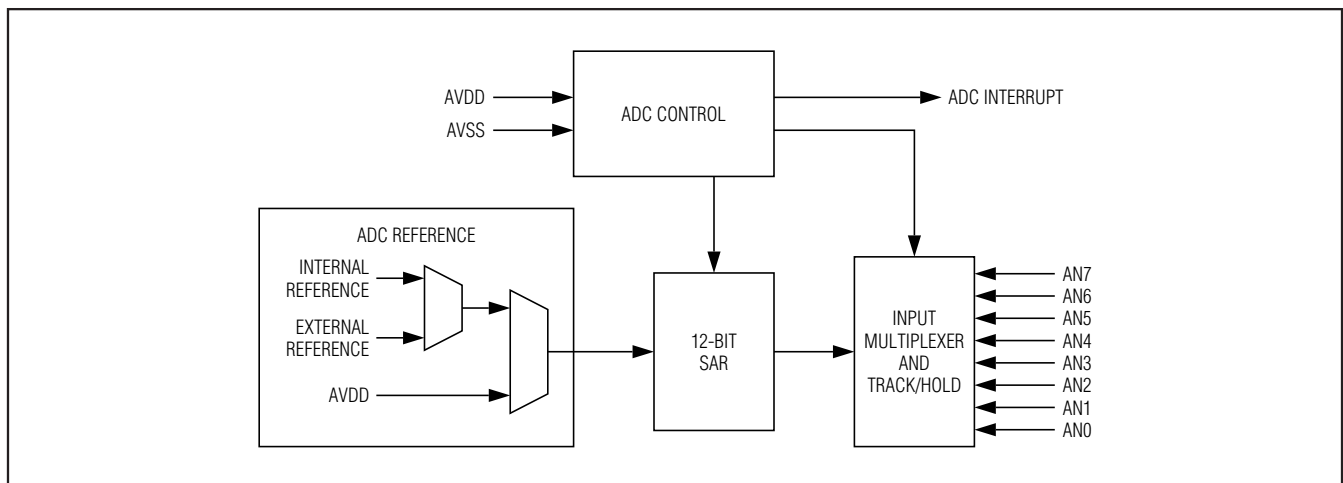 AVDD
AVSS
ADC CONTROL
ADC INTERRUPT
ADC REFERENCE
INTERNAL
REFERENCE
EXTERNAL
REFERENCE
AVDD
12-BIT
SAR
INPUT
MULTIPLEXER
AND
TRACK/HOLD
AN7
AN6
AN5
AN4
AN3
AN2
AN1
AN0